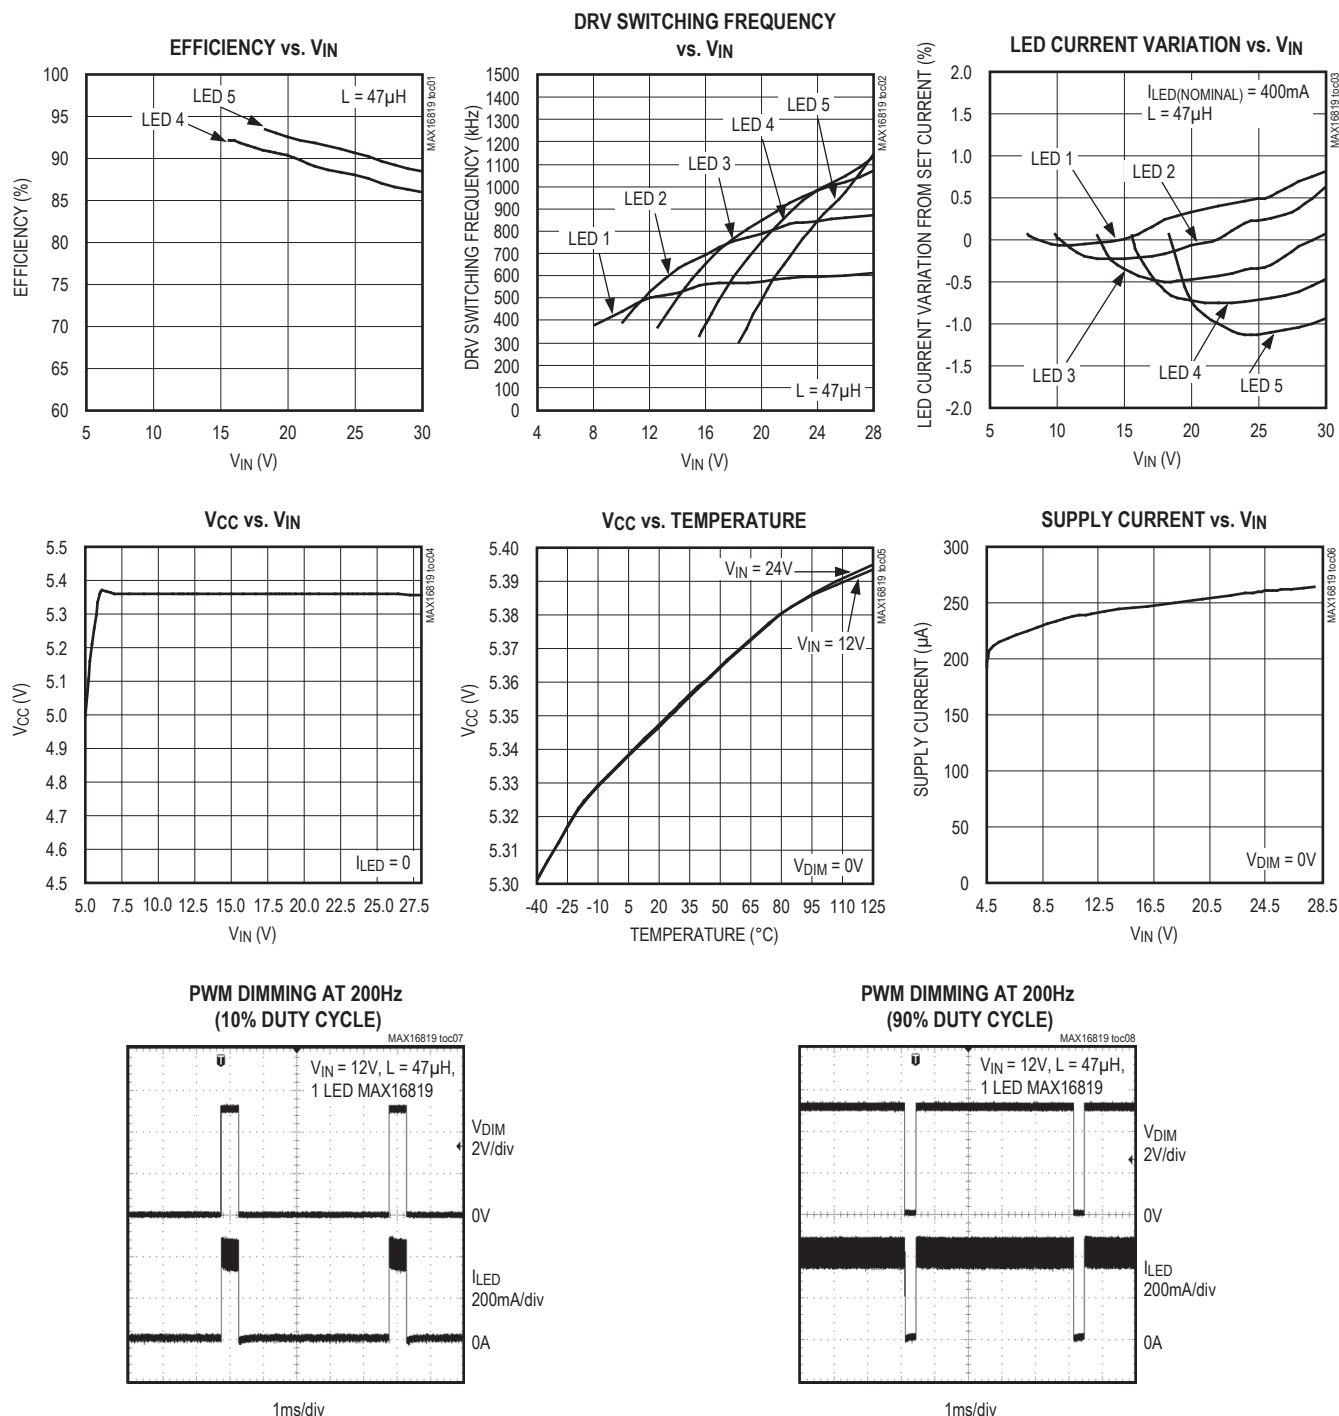 EFFICIENCY vs. VIN
100
95
90
85
80
75
70
65
60
EFFICIENCY (%)
LED 5
LED 4
L = 47µH
MAX16819 toc01
5 10 15 20 25 30
VIN (V)
DRV SWITCHING FREQUENCY
vs. VIN
1500
1400
1300
1200
1100
1000
900
800
700
600
500
400
300
200
100
0
DRV SWITCHING FREQUENCY (kHz)
LED 5
LED 4
LED 3
LED 2
LED 1
L = 47µH
MAX16819 toc02
4 8 12 16 20 24 28
VIN (V)
LED CURRENT VARIATION vs. VIN
2.0
1.5
1.0
0.5
0
-0.5
-1.0
-1.5
-2.0
LED CURRENT VARIATION FROM SET CURRENT (%)
ILED(NOMINAL) = 400mA
L = 47µH
LED 1
LED 2
LED 3
LED 4
LED 5
MAX16819 toc03
5 10 15 20 25 30
VIN (V)
VCC vs. VIN
5.5
5.4
5.3
5.2
5.1
5.0
4.9
4.8
4.7
4.6
4.5
VCC (V)
ILED = 0
MAX16819 toc04
5.0 7.5 10.0 12.5 15.0 17.5 20.0 22.5 25.0 27.5
VIN (V)
VCC vs. TEMPERATURE
5.40
5.39
5.38
5.37
5.36
5.35
5.34
5.33
5.32
5.31
5.30
VCC (V)
VIN = 24V
VIN = 12V
VDIM = 0V
MAX16819 toc05
-40 -25 -10 5 20 35 50 65 80 95 110 125
TEMPERATURE (°C)
SUPPLY CURRENT vs. VIN
300
250
200
150
100
50
0
SUPPLY CURRENT (µA)
VDIM = 0V
MAX16819 toc06
4.5 8.5 12.5 16.5 20.5 24.5 28.5
VIN (V)
PWM DIMMING AT 200Hz
(10% DUTY CYCLE)
MAX16819 toc07
T
VIN = 12V, L = 47µH,
1 LED MAX16819
VDIM
2V/div
0V
ILED
200mA/div
0A
1ms/div
PWM DIMMING AT 200Hz
(90% DUTY CYCLE)
MAX16819 toc08
T
VIN = 12V, L = 47µH,
1 LED MAX16819
VDIM
2V/div
0V
ILED
200mA/div
0A
1ms/div